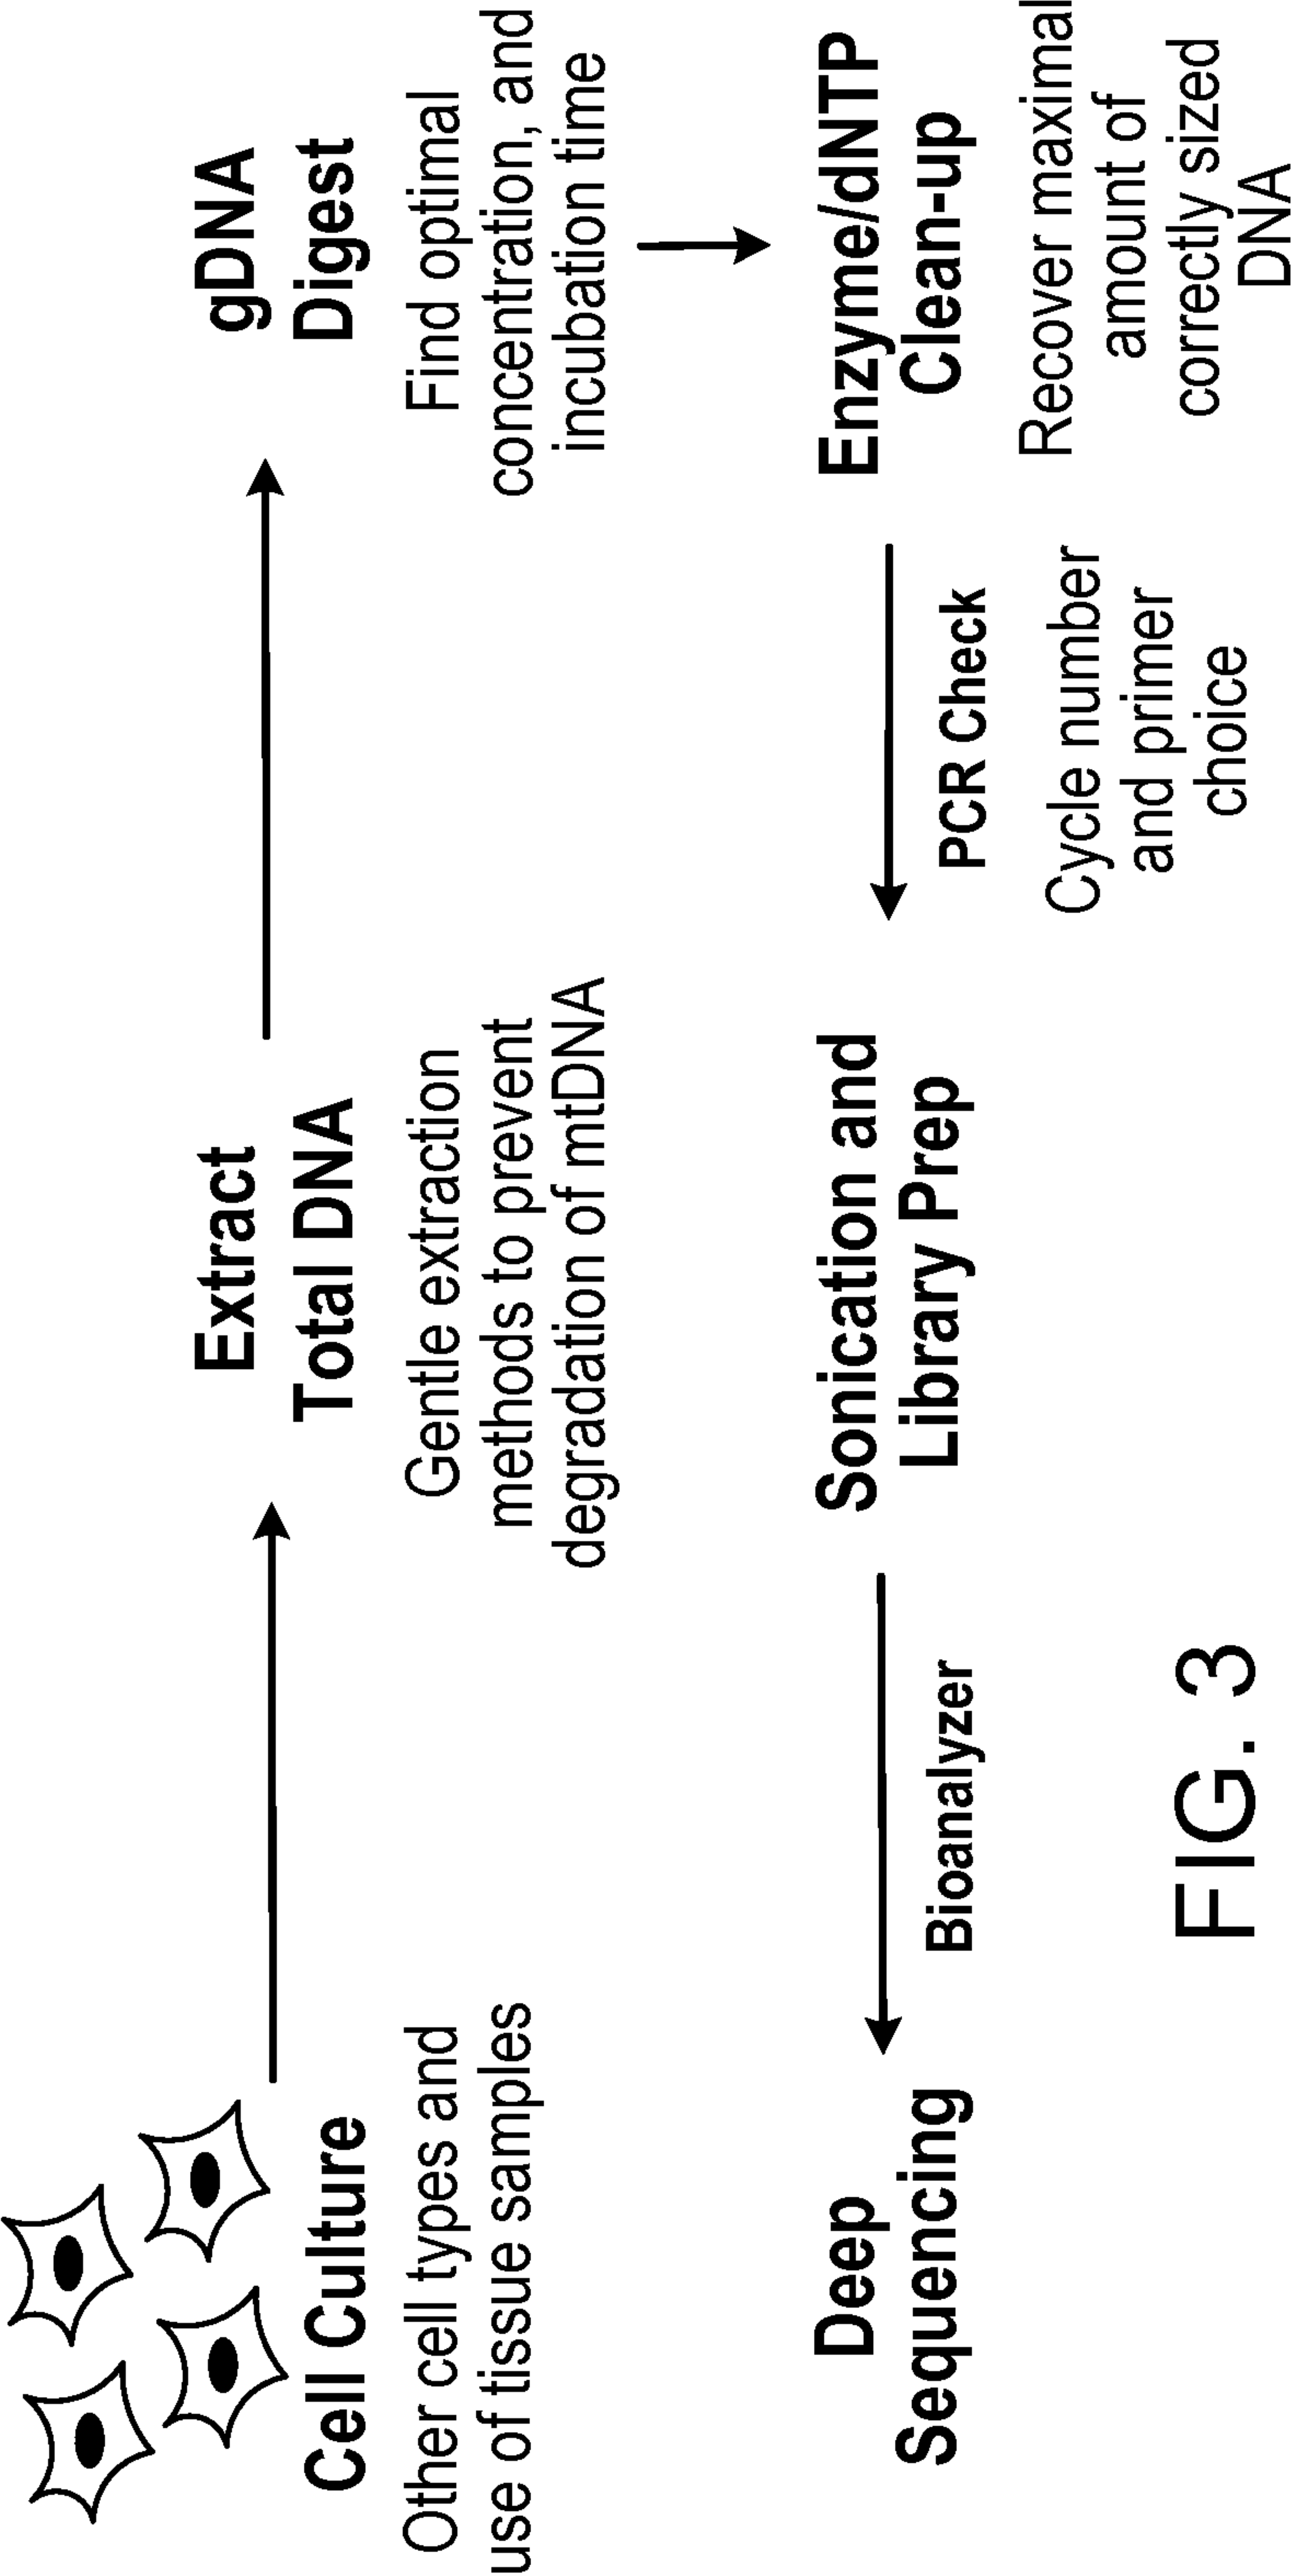 Cell Culture
Other cell types and
use of tissue samples
Extract
Total DNA
Gentle extraction
methods to prevent
degradation of mtDNA
gDNA
Digest
Find optimal
concentration, and
incubation time
Enzyme/dNTP
Clean-up
Recover maximal
amount of
correctly sized
DNA
PCR Check
Cycle number
and primer
choice
Sonication and
Library Prep
Bioanalyzer
Deep
Sequencing
FIG. 3